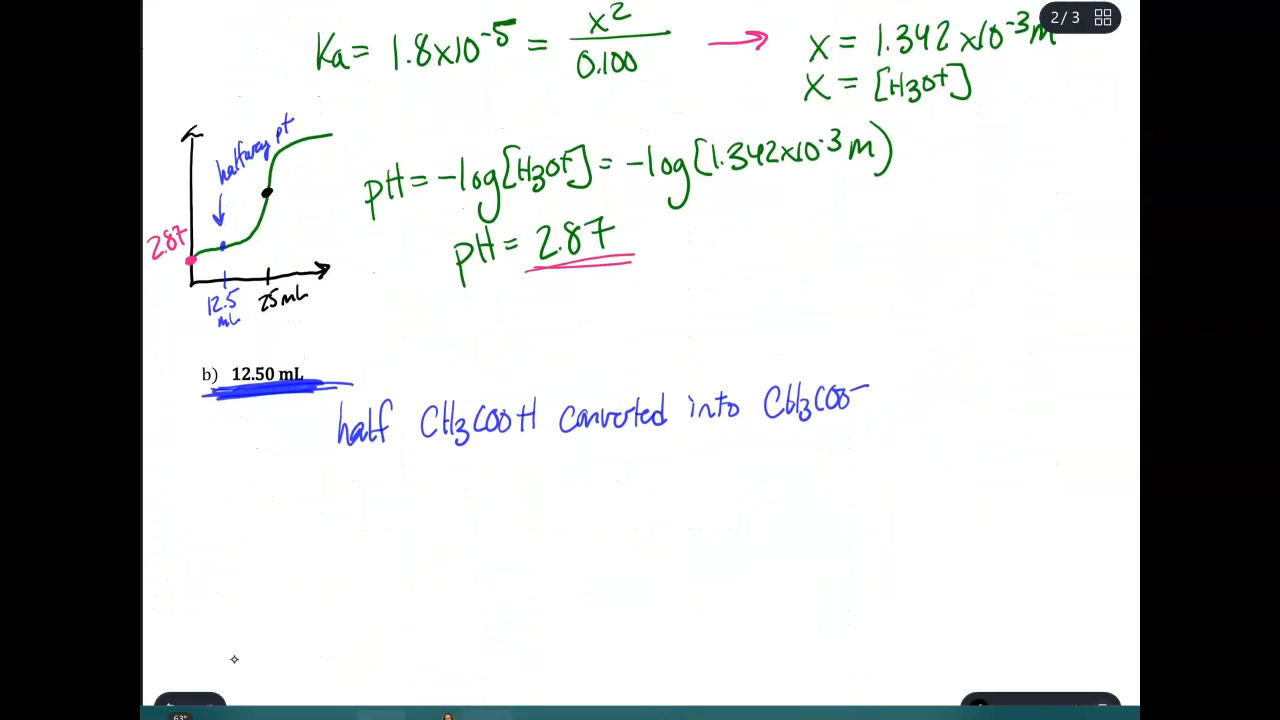 2/3
Ka = 1.8x10⁻⁵ = x² / 0.100 → x = 1.342 x10⁻³ M
x = [H3O+]
halfway pt
pH = -log[H3O+] = -log[1.342x10⁻³ M)
2.87
pH = 2.87
12.5 mL
25 mL
b) 12.50 mL
half CH3COOH converted into CH3COO⁻
63°